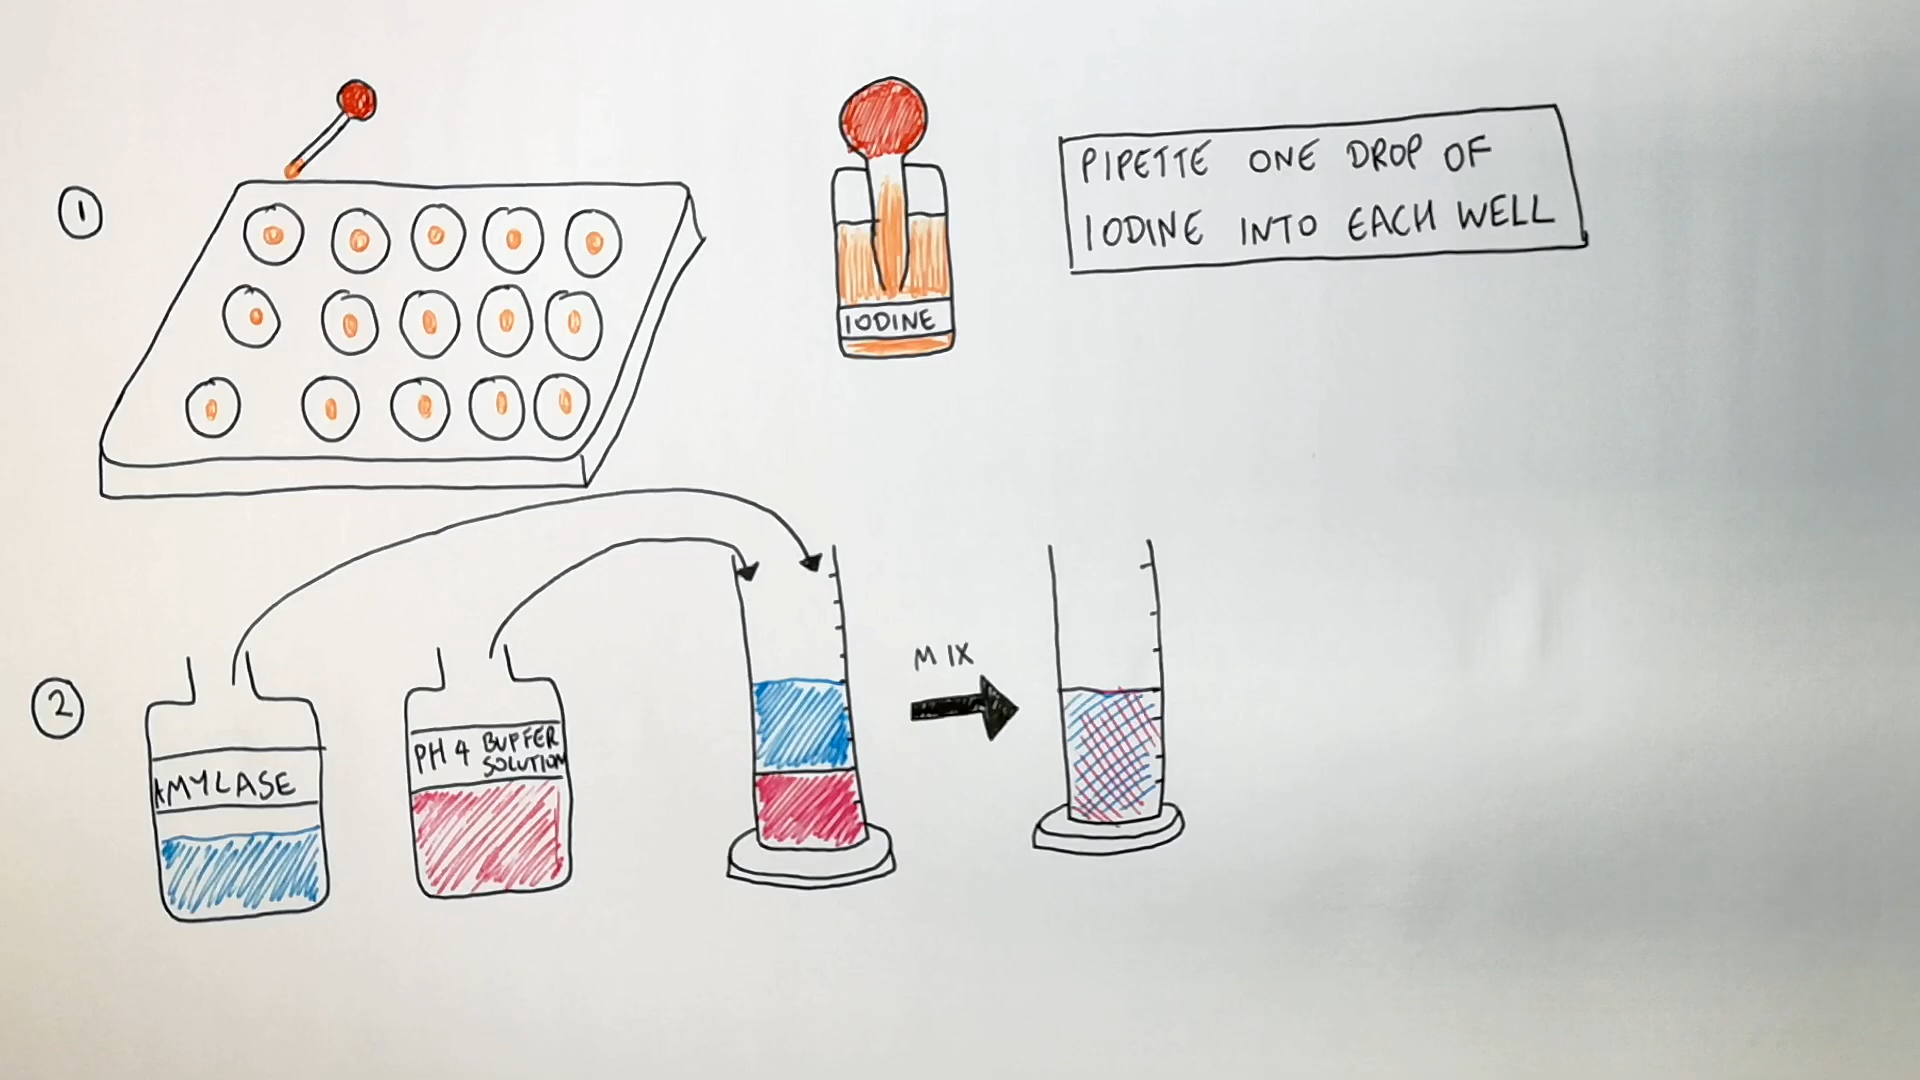 1
PIPETTE ONE DROP OF
IODINE INTO EACH WELL
IODINE
2
MIX
AMYLASE
PH 4 BUFFER
SOLUTION